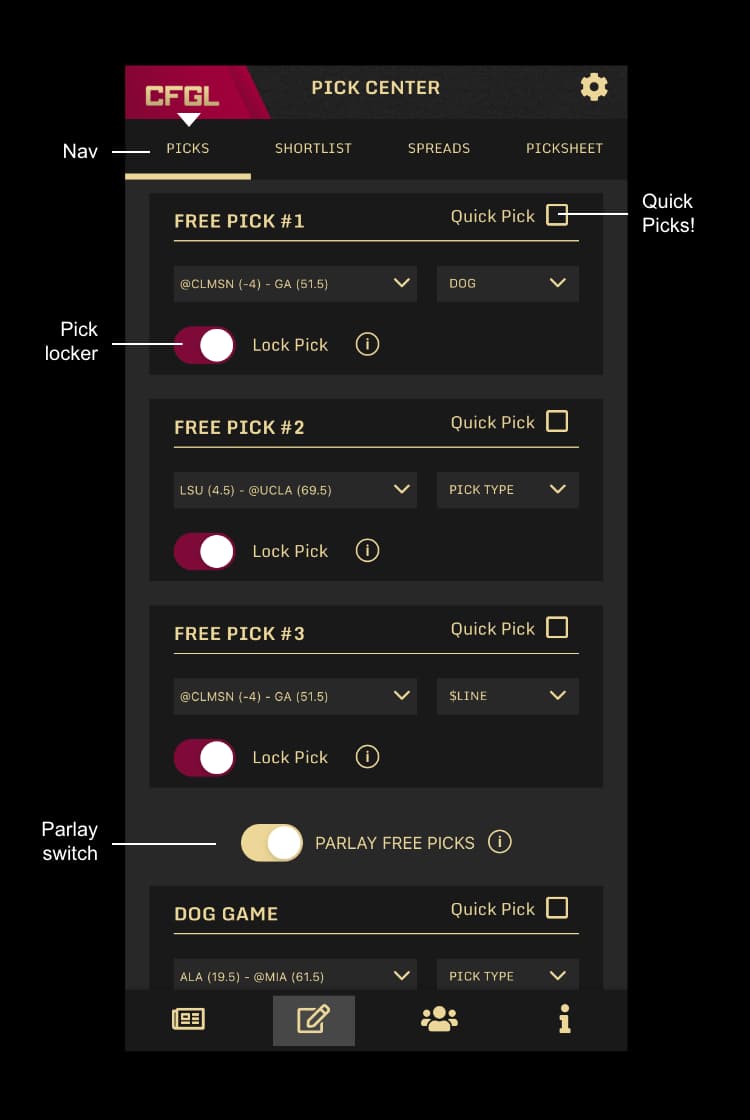 CFGL
PICK CENTER
Nav
PICKS
SHORTLIST
SPREADS
PICKSHEET
FREE PICK #1
Quick Pick
Quick
Picks!
@CLMSN (-4) - GA (51.5)
DOG
Pick
locker
Lock Pick
i
FREE PICK #2
Quick Pick
LSU (4.5) - @UCLA (69.5)
PICK TYPE
Lock Pick
i
FREE PICK #3
Quick Pick
@CLMSN (-4) - GA (51.5)
$LINE
Lock Pick
i
Parlay
switch
PARLAY FREE PICKS
i
DOG GAME
Quick Pick
ALA (19.5) - @MIA (61.5)
PICK TYPE